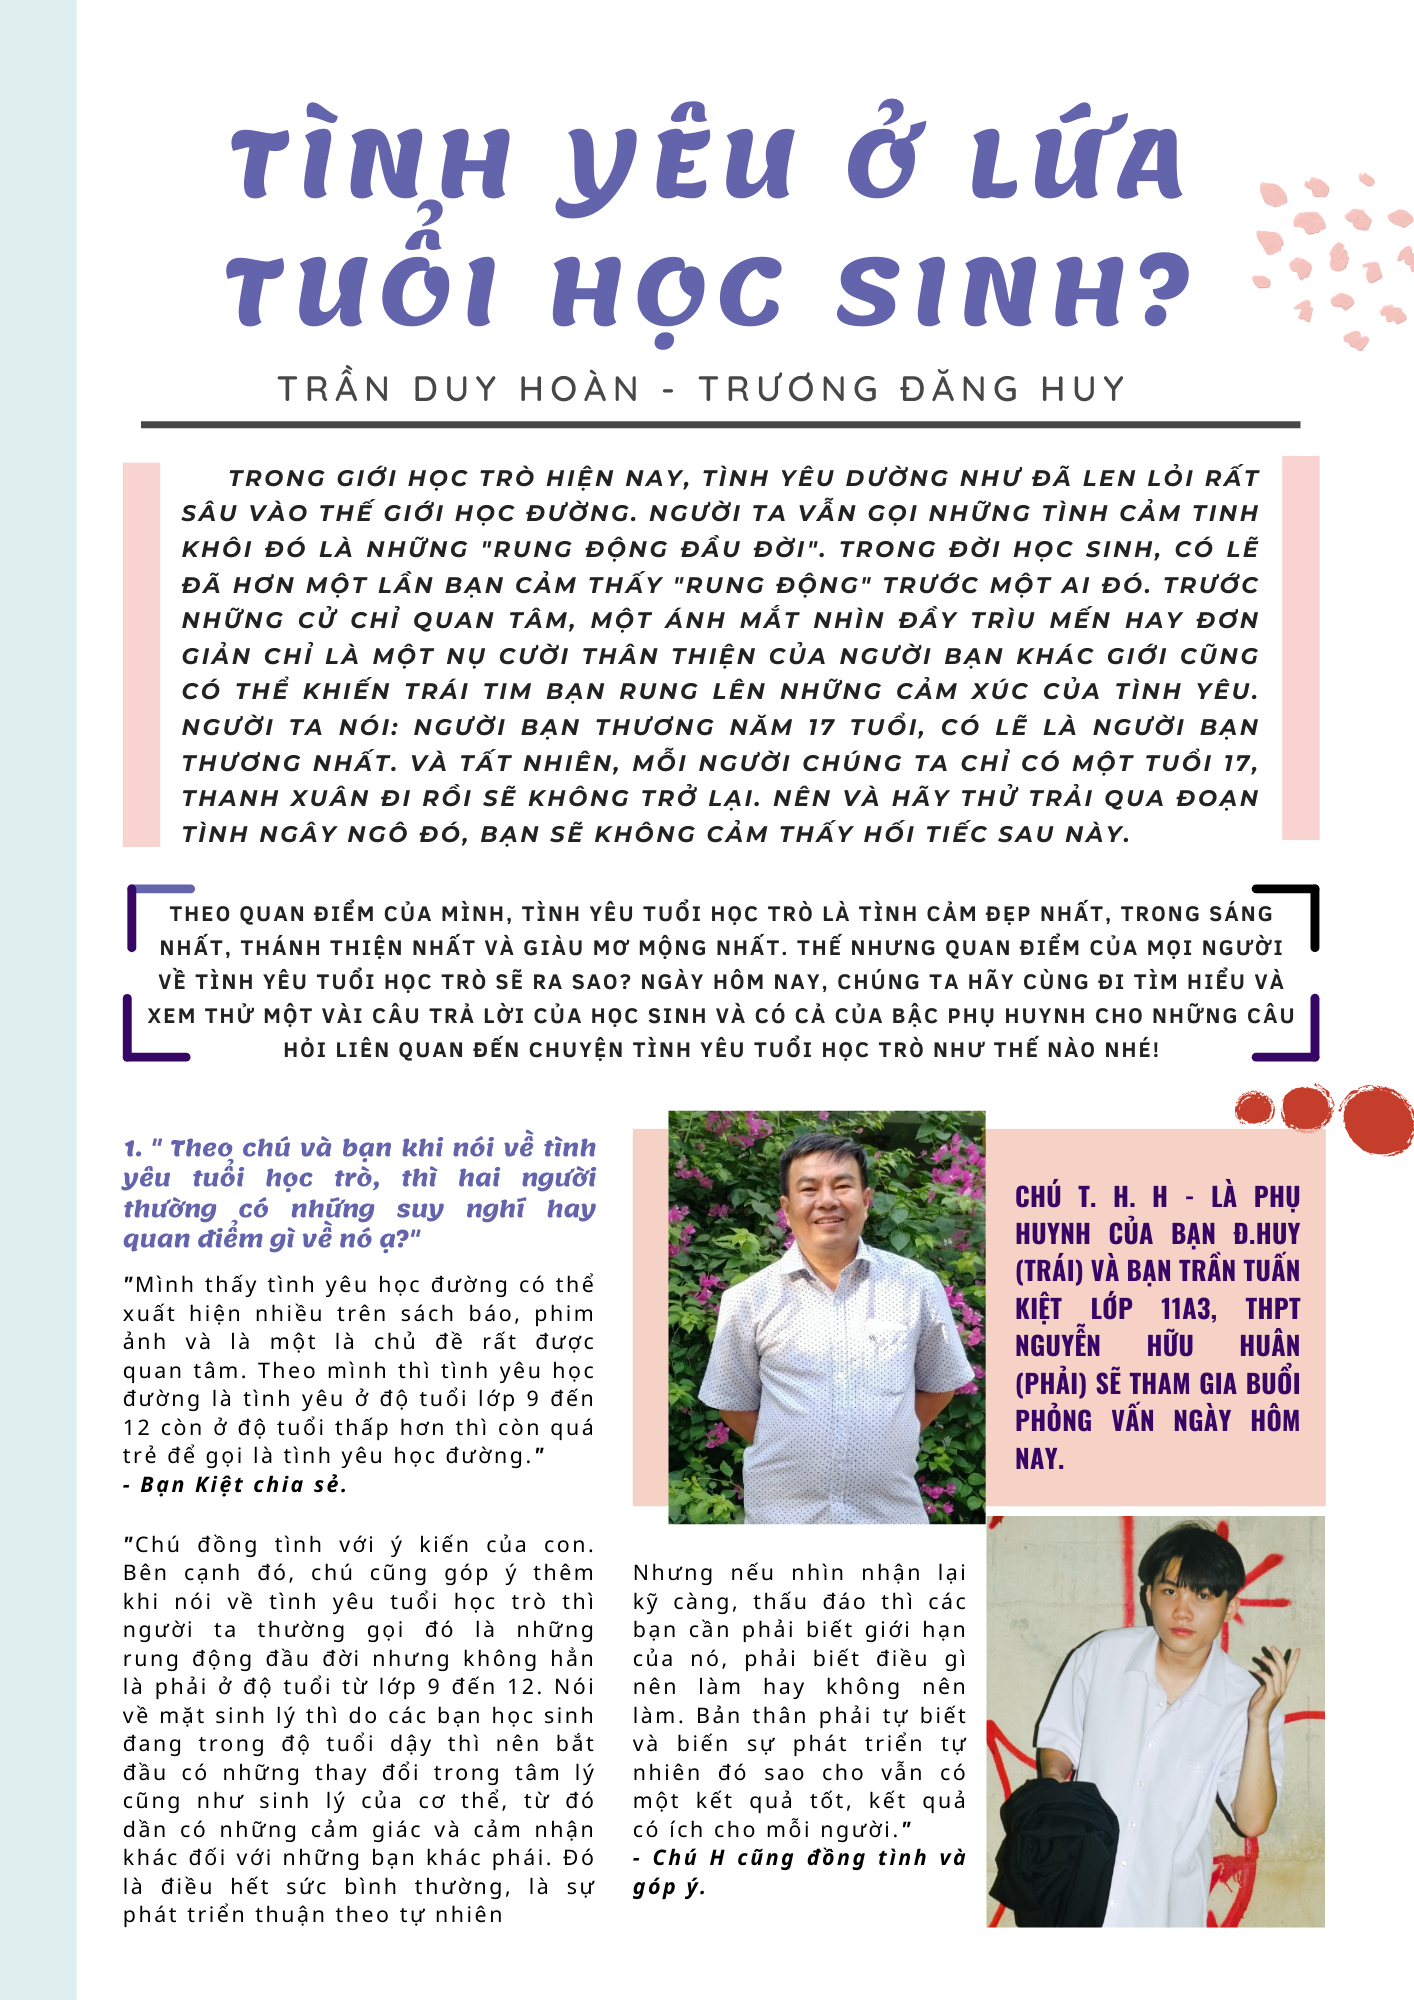 TÌNH YÊU Ở LỨA
TUỔI HỌC SINH?
TRẦN DUY HOÀN - TRƯƠNG ĐĂNG HUY
TRONG GIỚI HỌC TRÒ HIỆN NAY, TÌNH YÊU DƯỜNG NHƯ ĐÃ LEN LỎI RẤT
SÂU VÀO THẾ GIỚI HỌC ĐƯỜNG. NGƯỜI TA VẪN GỌI NHỮNG TÌNH CẢM TINH
KHÔI ĐÓ LÀ NHỮNG "RUNG ĐỘNG ĐẦU ĐỜI". TRONG ĐỜI HỌC SINH, CÓ LẼ
ĐÃ HƠN MỘT LẦN BẠN CẢM THẤY "RUNG ĐỘNG" TRƯỚC MỘT AI ĐÓ. TRƯỚC
NHỮNG CỬ CHỈ QUAN TÂM, MỘT ÁNH MẮT NHÌN ĐẦY TRÌU MẾN HAY ĐƠN
GIẢN CHỈ LÀ MỘT NỤ CƯỜI THÂN THIỆN CỦA NGƯỜI BẠN KHÁC GIỚI CŨNG
CÓ THỂ KHIẾN TRÁI TIM BẠN RUNG LÊN NHỮNG CẢM XÚC CỦA TÌNH YÊU.
NGƯỜI TA NÓI: NGƯỜI BẠN THƯƠNG NĂM 17 TUỔI, CÓ LẼ LÀ NGƯỜI BẠN
THƯƠNG NHẤT. VÀ TẤT NHIÊN, MỖI NGƯỜI CHÚNG TA CHỈ CÓ MỘT TUỔI 17,
THANH XUÂN ĐI RỒI SẼ KHÔNG TRỞ LẠI. NÊN VÀ HÃY THỬ TRẢI QUA ĐOẠN
TÌNH NGÂY NGÔ ĐÓ, BẠN SẼ KHÔNG CẢM THẤY HỐI TIẾC SAU NÀY.
THEO QUAN ĐIỂM CỦA MÌNH, TÌNH YÊU TUỔI HỌC TRÒ LÀ TÌNH CẢM ĐẸP NHẤT, TRONG SÁNG
NHẤT, THÁNH THIỆN NHẤT VÀ GIÀU MƠ MỘNG NHẤT. THẾ NHƯNG QUAN ĐIỂM CỦA MỌI NGƯỜI
VỀ TÌNH YÊU TUỔI HỌC TRÒ SẼ RA SAO? NGÀY HÔM NAY, CHÚNG TA HÃY CÙNG ĐI TÌM HIỂU VÀ
XEM THỬ MỘT VÀI CÂU TRẢ LỜI CỦA HỌC SINH VÀ CÓ CẢ CỦA BẬC PHỤ HUYNH CHO NHỮNG CÂU
HỎI LIÊN QUAN ĐẾN CHUYỆN TÌNH YÊU TUỔI HỌC TRÒ NHƯ THẾ NÀO NHÉ!
1. " Theo chú và bạn khi nói về tình
yêu tuổi học trò, thì hai người
thường có những suy nghĩ hay
quan điểm gì về nó ạ?"
"Mình thấy tình yêu học đường có thể
xuất hiện nhiều trên sách báo, phim
ảnh và là một là chủ đề rất được
quan tâm. Theo mình thì tình yêu học
đường là tình yêu ở độ tuổi lớp 9 đến
12 còn ở độ tuổi thấp hơn thì còn quá
trẻ để gọi là tình yêu học đường."
- Bạn Kiệt chia sẻ.
"Chú đồng tình với ý kiến của con.
Bên cạnh đó, chú cũng góp ý thêm
khi nói về tình yêu tuổi học trò thì
người ta thường gọi đó là những
rung động đầu đời nhưng không hẳn
là phải ở độ tuổi từ lớp 9 đến 12. Nói
về mặt sinh lý thì do các bạn học sinh
đang trong độ tuổi dậy thì nên bắt
đầu có những thay đổi trong tâm lý
cũng như sinh lý của cơ thể, từ đó
dần có những cảm giác và cảm nhận
khác đối với những bạn khác phái. Đó
là điều hết sức bình thường, là sự
phát triển thuận theo tự nhiên
CHÚ T. H. H - LÀ PHỤ
HUYNH CỦA BẠN Đ.HUY
(TRÁI) VÀ BẠN TRẦN TUẤN
KIỆT LỚP 11A3, THPT
NGUYỄN HỮU HUÂN
(PHẢI) SẼ THAM GIA BUỔI
PHỎNG VẤN NGÀY HÔM
NAY.
Nhưng nếu nhìn nhận lại
kỹ càng, thấu đáo thì các
bạn cần phải biết giới hạn
của nó, phải biết điều gì
nên làm hay không nên
làm. Bản thân phải tự biết
và biến sự phát triển tự
nhiên đó sao cho vẫn có
một kết quả tốt, kết quả
có ích cho mỗi người."
- Chú H cũng đồng tình và
góp ý.